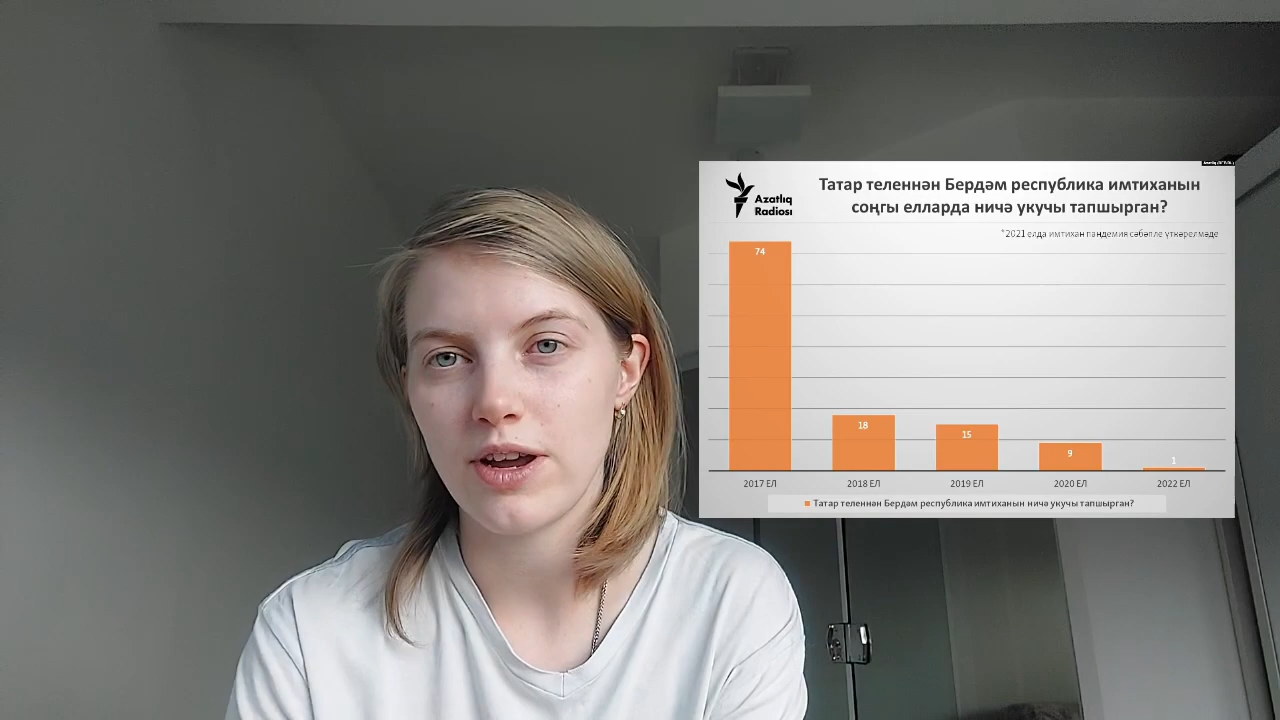 Azatlıq
Radiosı
Татар теленнән Бердәм республика имтиханын
соңгы елларда ничә укучы тапшырган?
*2021 елда имтихан пандемия сәбәпле үткәрелмәде
74
18
15
9
1
2017 ЕЛ
2018 ЕЛ
2019 ЕЛ
2020 ЕЛ
2022 ЕЛ
Татар теленнән Бердәм республика имтиханын ничә укучы тапшырган?